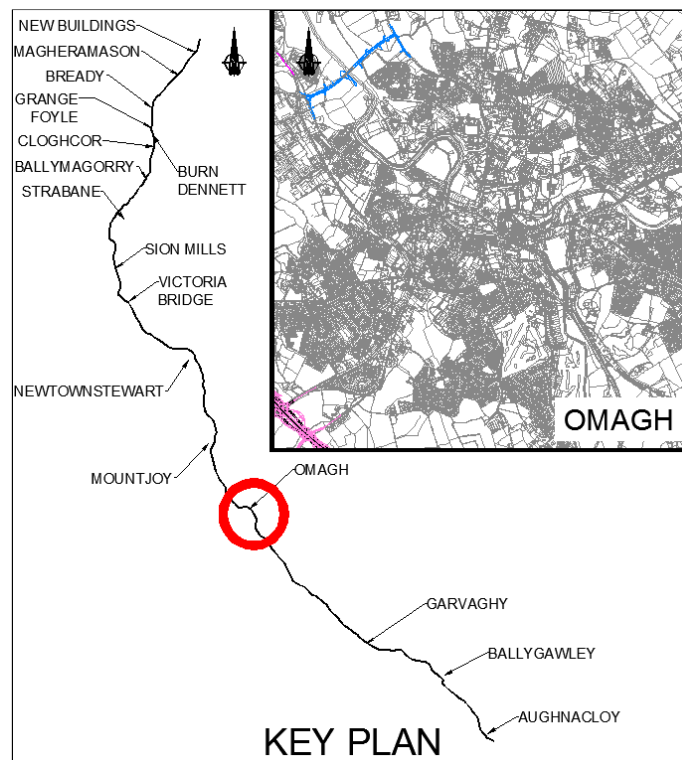 NEW BUILDINGS
MAGHERAMASON
BREADY
GRANGE
FOYLE
CLOGHCOR
BALLYMAGORRY
BURN
DENNETT
STRABANE
SION MILLS
VICTORIA
BRIDGE
NEWTOWNSTEWART
MOUNTJOY
OMAGH
GARVAGHY
BALLYGAWLEY
AUGHNACLOY
KEY PLAN
OMAGH